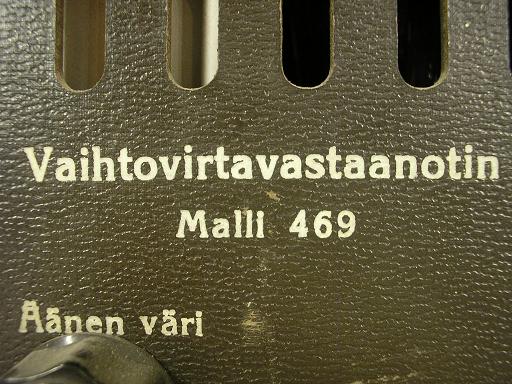 Vaihtovirtavastaanotin
Malli 469
Äänen väri